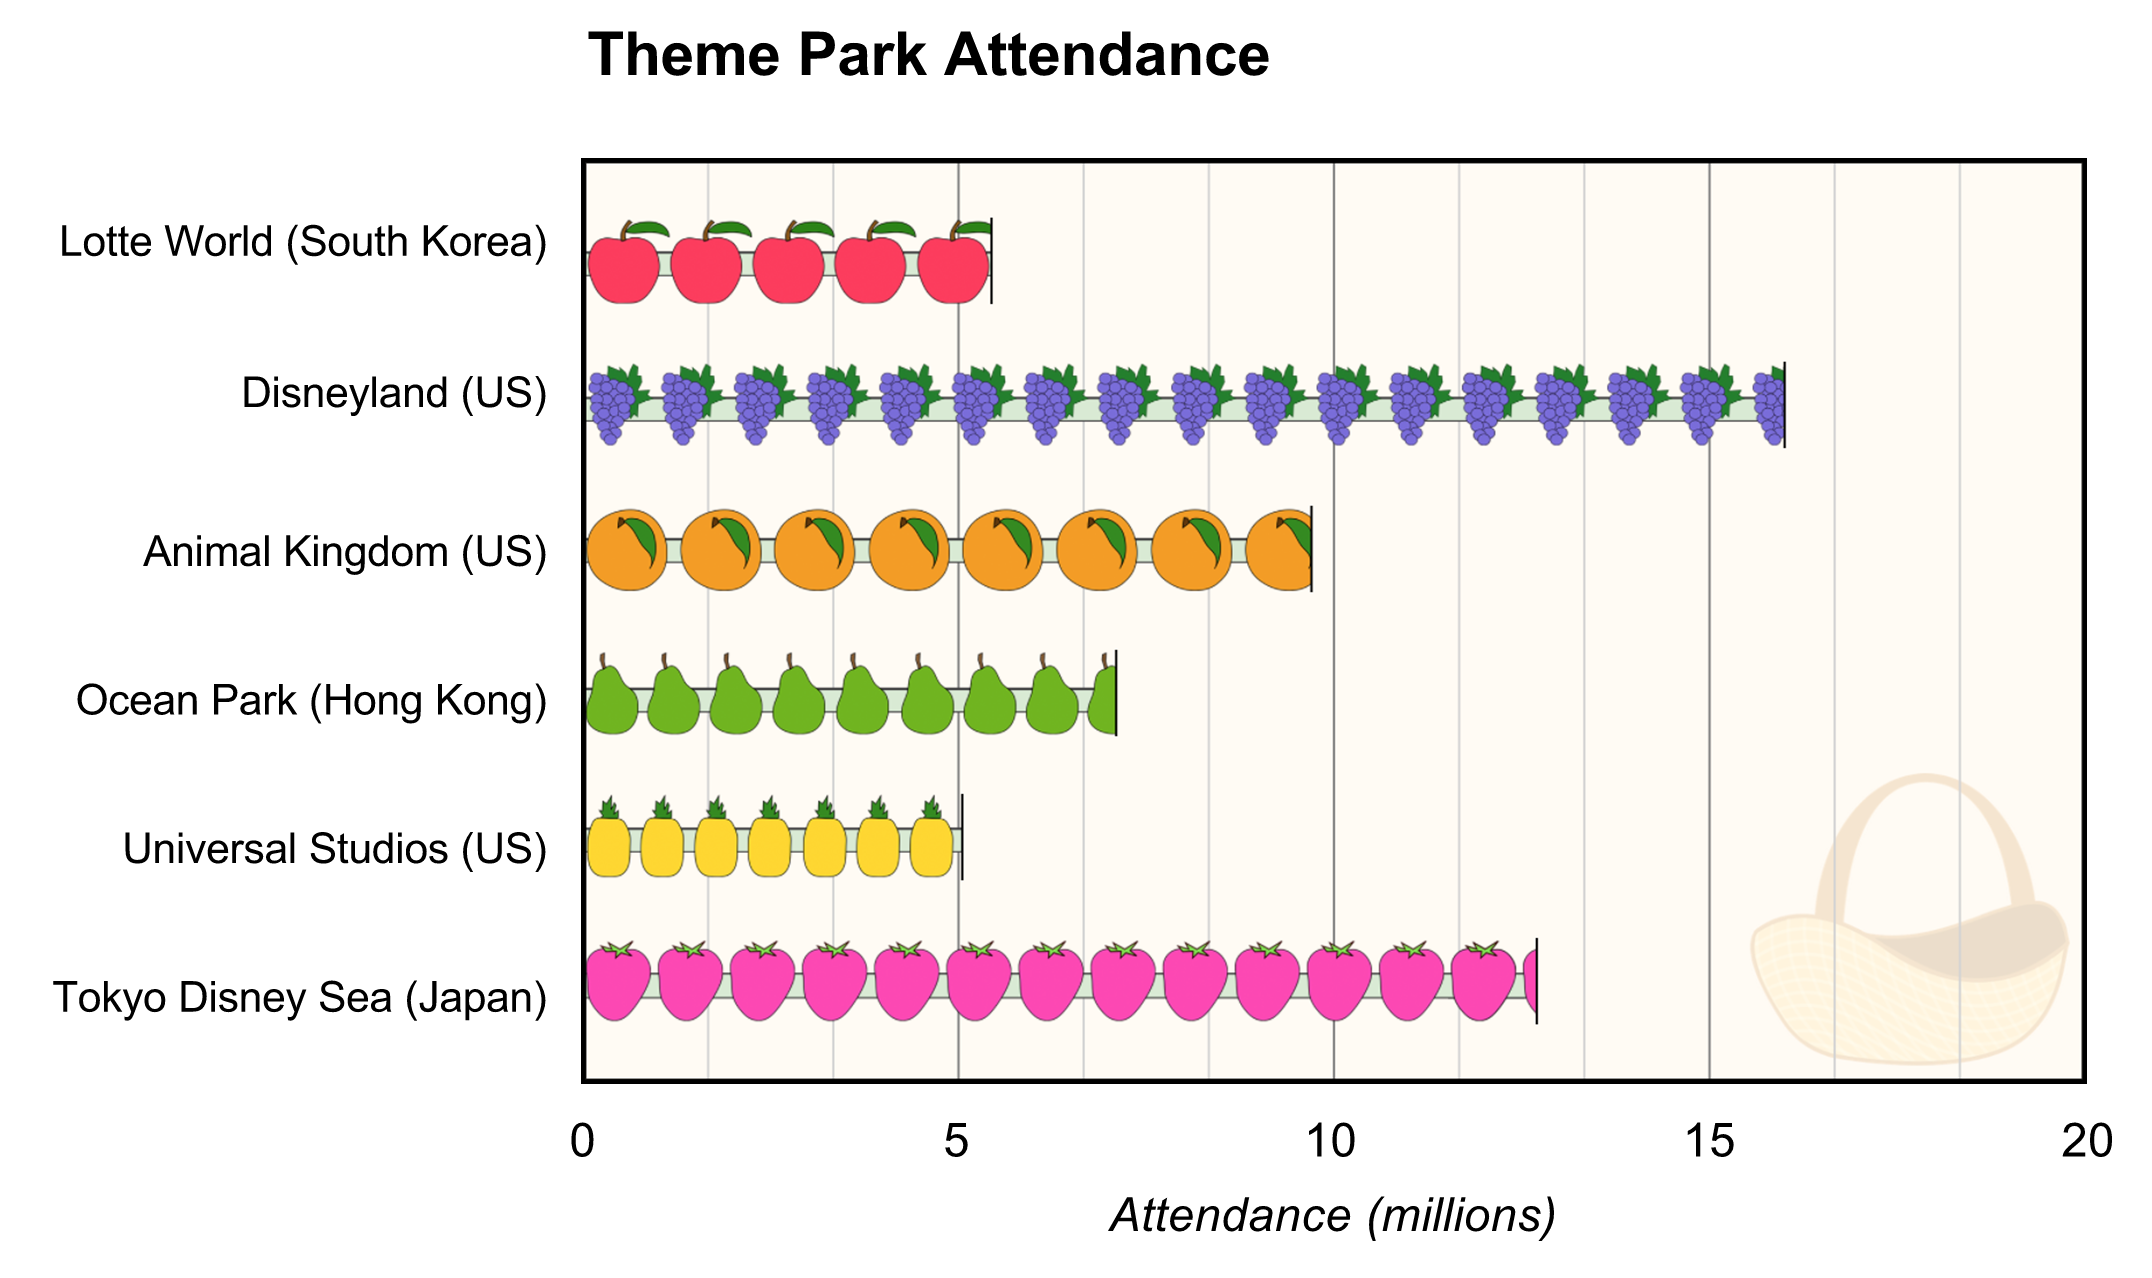 Theme Park Attendance
Lotte World (South Korea)
Disneyland (US)
Animal Kingdom (US)
Ocean Park (Hong Kong)
Universal Studios (US)
Tokyo Disney Sea (Japan)
0 5 10 15 20
Attendance (millions)